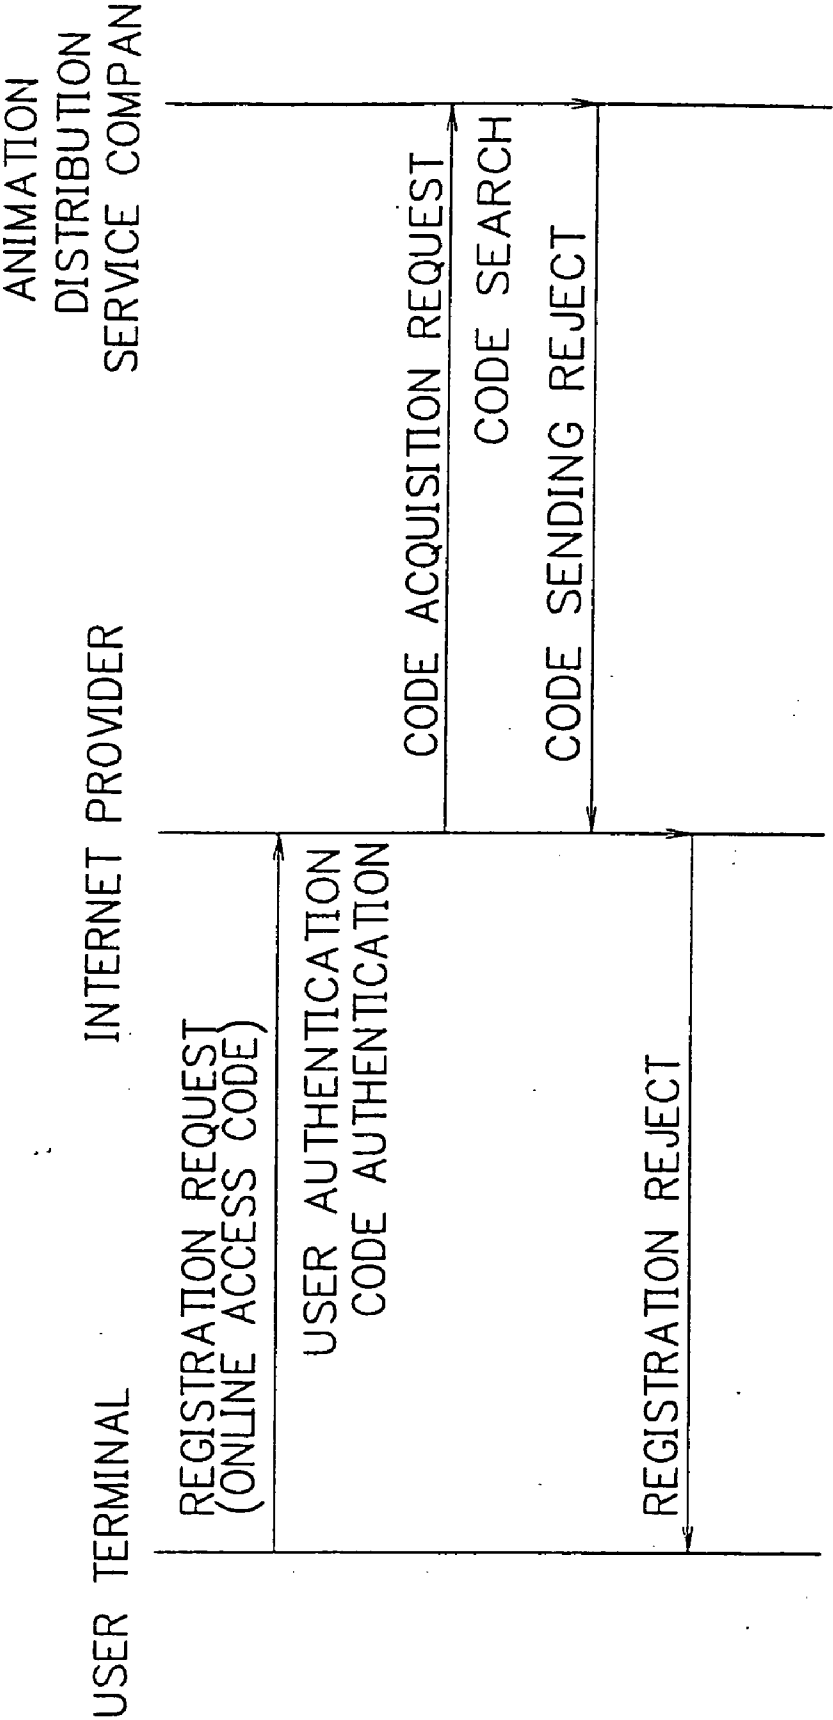 USER TERMINAL
INTERNET PROVIDER
ANIMATION
DISTRIBUTION
SERVICE COMPAN
REGISTRATION REQUEST
(ONLINE ACCESS CODE)
USER AUTHENTICATION
CODE AUTHENTICATION
CODE ACQUISITION REQUEST
CODE SEARCH
CODE SENDING REJECT
REGISTRATION REJECT